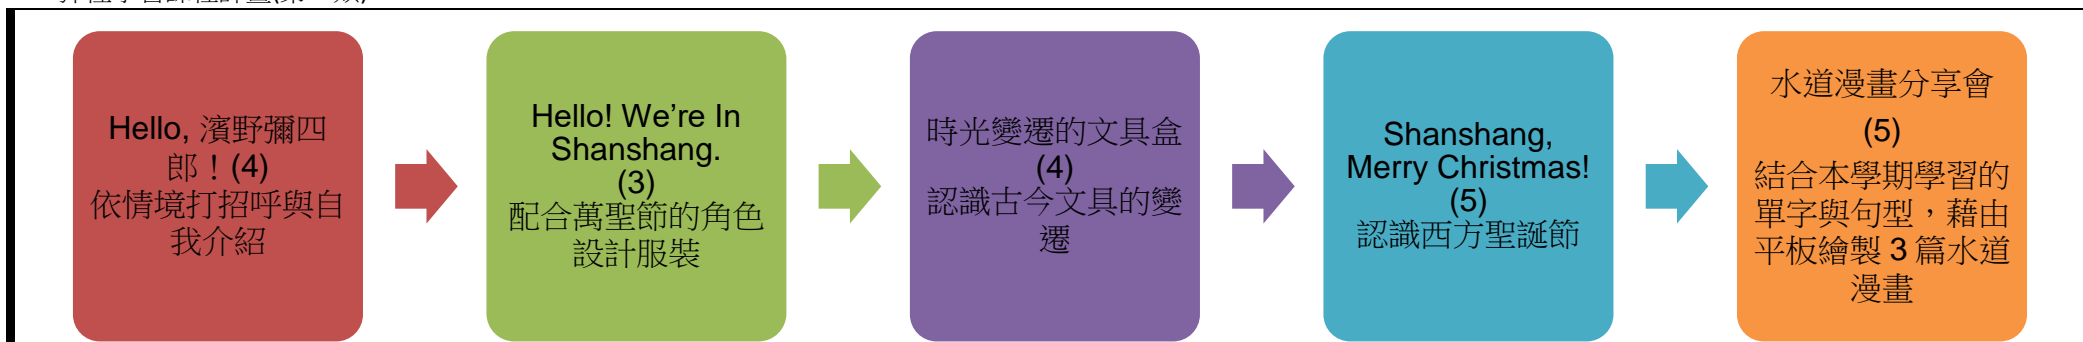 Hello, 濱野彌四
郎！(4)
依情境打招呼與自
我介紹
Hello! We’re In
Shanshang.
(3)
配合萬聖節的角色
設計服裝
時光變遷的文具盒
(4)
認識古今文具的變
遷
Shanshang,
Merry Christmas!
(5)
認識西方聖誕節
水道漫畫分享會
(5)
結合本學期學習的
單字與句型，藉由
平板繪製 3 篇水道
漫畫